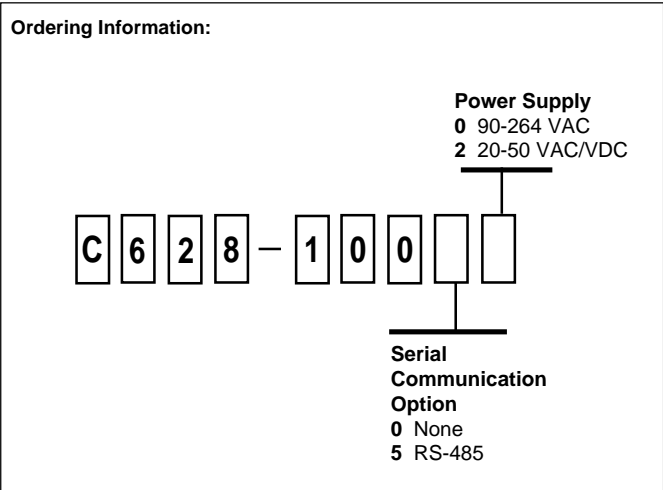 Ordering Information:
Power Supply
0 90-264 VAC
2 20-50 VAC/VDC
C 6 2 8 – 1 0 0
Serial
Communication
Option
0 None
5 RS-485